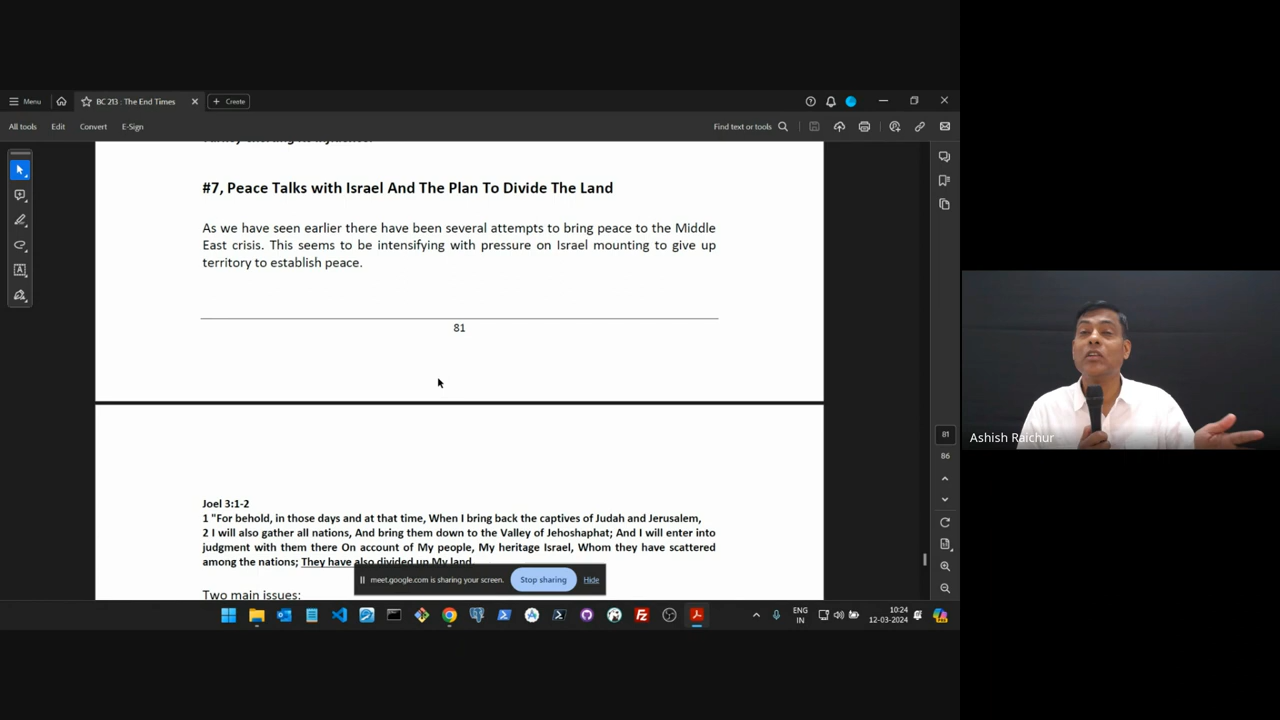 Menu
BC 213 : The End Times
Create
All tools
Edit
Convert
E-Sign
Find text or tools
#7, Peace Talks with Israel And The Plan To Divide The Land
As we have seen earlier there have been several attempts to bring peace to the Middle
East crisis. This seems to be intensifying with pressure on Israel mounting to give up
territory to establish peace.
81
Joel 3:1-2
1 "For behold, in those days and at that time, When I bring back the captives of Judah and Jerusalem,
2 I will also gather all nations, And bring them down to the Valley of Jehoshaphat; And I will enter into
judgment with them there On account of My people, My heritage Israel, Whom they have scattered
among the nations; They have also divided up My land
Two main issues:
81
86
meet.google.com is sharing your screen.
Stop sharing
Hide
ENG
IN
10:24
12-03-2024
Ashish Raichur